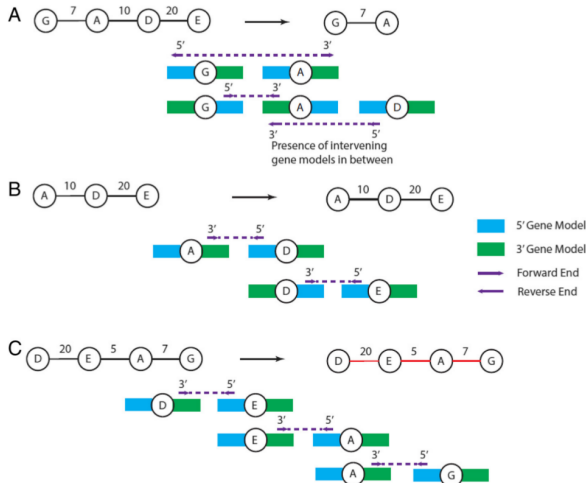 A
G 7 A 10 D 20 E
G 7 A
5' 3'
G A
5' 3'
G A D
3' 5'
Presence of intervening
gene models in between
B
A 10 D 20 E
A 10 D 20 E
3' 5'
A D
3' 5'
D E
5' Gene Model
3' Gene Model
Forward End
Reverse End
C
D 20 E 5 A 7 G
D 20 E 5 A 7 G
3' 5'
D E
3' 5'
E A
3' 5'
A G